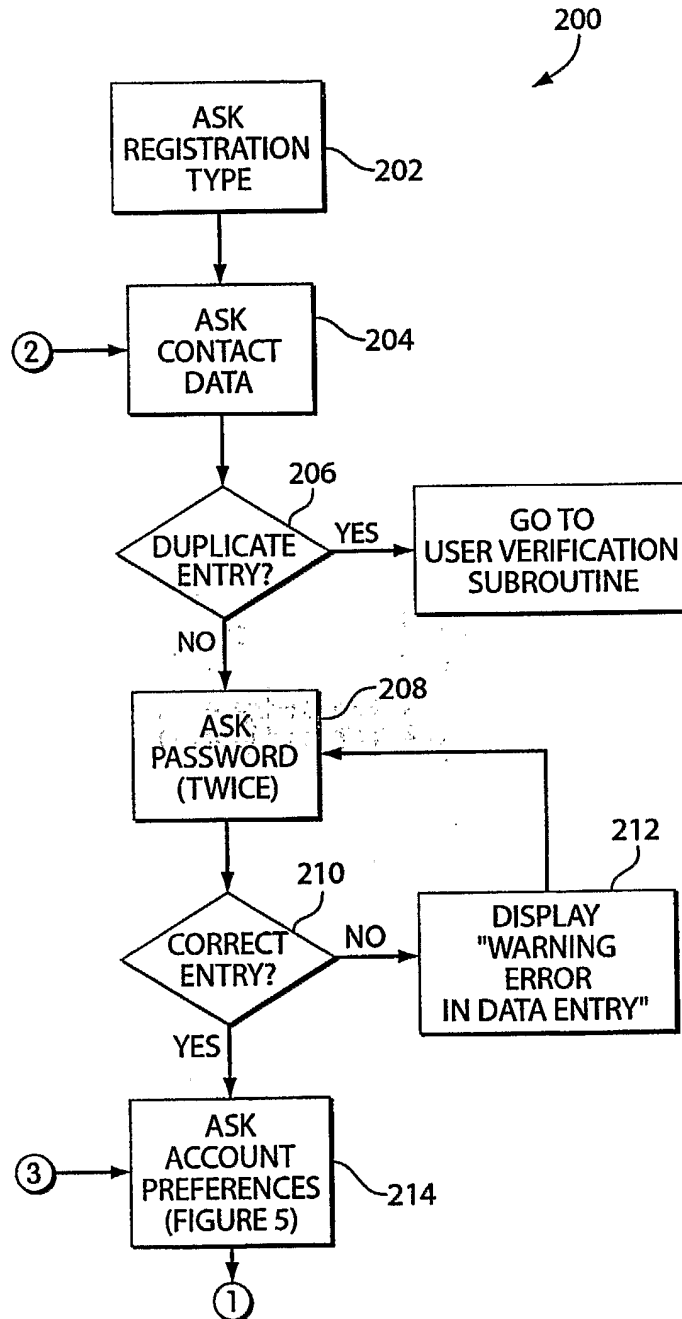 200
ASK
REGISTRATION
TYPE
202
ASK
CONTACT
DATA
204
2
206
DUPLICATE
ENTRY?
YES
GO TO
USER VERIFICATION
SUBROUTINE
NO
208
ASK
PASSWORD
(TWICE)
210
CORRECT
ENTRY?
NO
212
DISPLAY
"WARNING
ERROR
IN DATA ENTRY"
YES
3
ASK
ACCOUNT
PREFERENCES
(FIGURE 5)
214
1